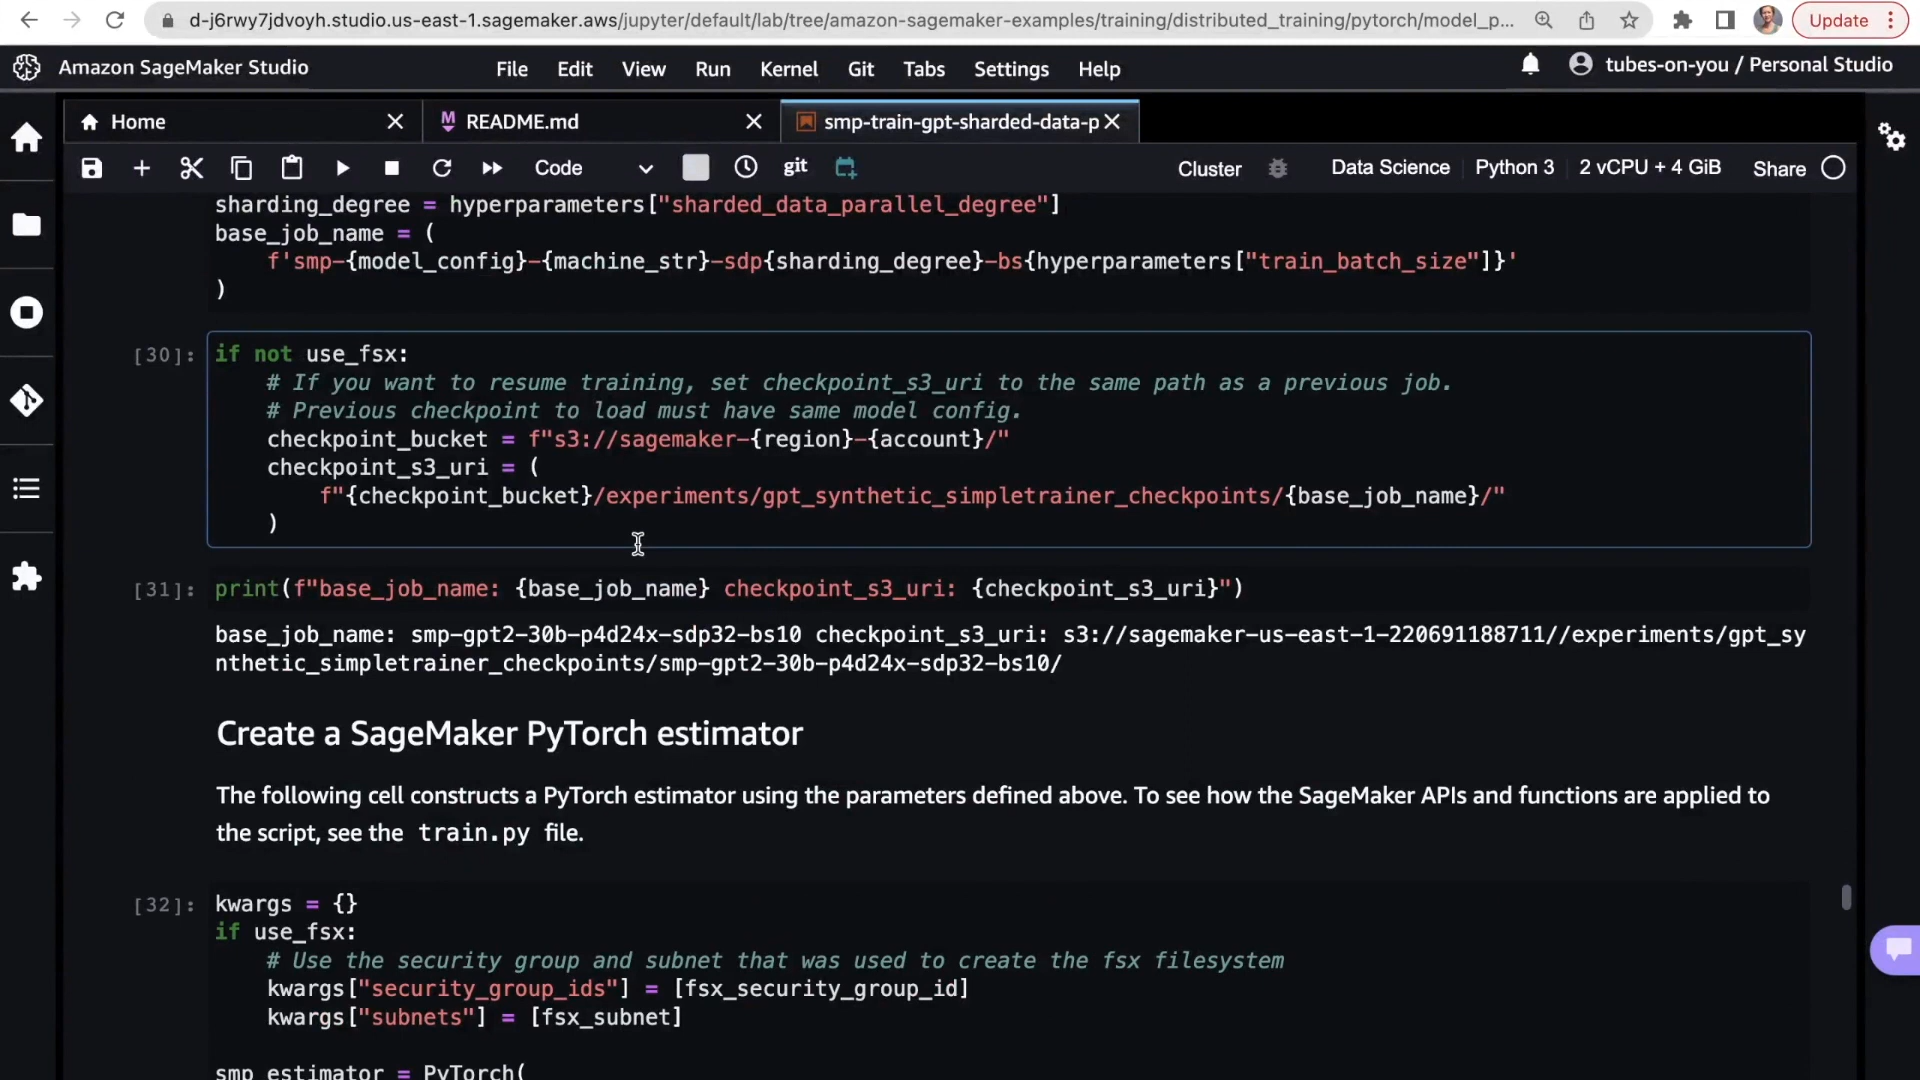 d-j6rwy7jdvoyh.studio.us-east-1.sagemaker.aws/jupyter/default/lab/tree/amazon-sagemaker-examples/training/distributed_training/pytorch/model_p...
Update
Amazon SageMaker Studio
File Edit View Run Kernel Git Tabs Settings Help
tubes-on-you / Personal Studio
Home
README.md
smp-train-gpt-sharded-data-p
Code
git
Cluster
Data Science
Python 3
2 vCPU + 4 GiB
Share
sharding_degree = hyperparameters["sharded_data_parallel_degree"]
base_job_name = (
f'smp-{model_config}-{machine_str}-sdp{sharding_degree}-bs{hyperparameters["train_batch_size"]}'
)
[30]: if not use_fsx:
# If you want to resume training, set checkpoint_s3_uri to the same path as a previous job.
# Previous checkpoint to load must have same model config.
checkpoint_bucket = f"s3://sagemaker-{region}-{account}/"
checkpoint_s3_uri = (
f"{checkpoint_bucket}/experiments/gpt_synthetic_simpletrainer_checkpoints/{base_job_name}/"
)
[31]: print(f"base_job_name: {base_job_name} checkpoint_s3_uri: {checkpoint_s3_uri}")
base_job_name: smp-gpt2-30b-p4d24x-sdp32-bs10 checkpoint_s3_uri: s3://sagemaker-us-east-1-220691188711//experiments/gpt_sy
nthetic_simpletrainer_checkpoints/smp-gpt2-30b-p4d24x-sdp32-bs10/
Create a SageMaker PyTorch estimator
The following cell constructs a PyTorch estimator using the parameters defined above. To see how the SageMaker APIs and functions are applied to
the script, see the train.py file.
[32]: kwargs = {}
if use_fsx:
# Use the security group and subnet that was used to create the fsx filesystem
kwargs["security_group_ids"] = [fsx_security_group_id]
kwargs["subnets"] = [fsx_subnet]
smp_estimator = PyTorch(